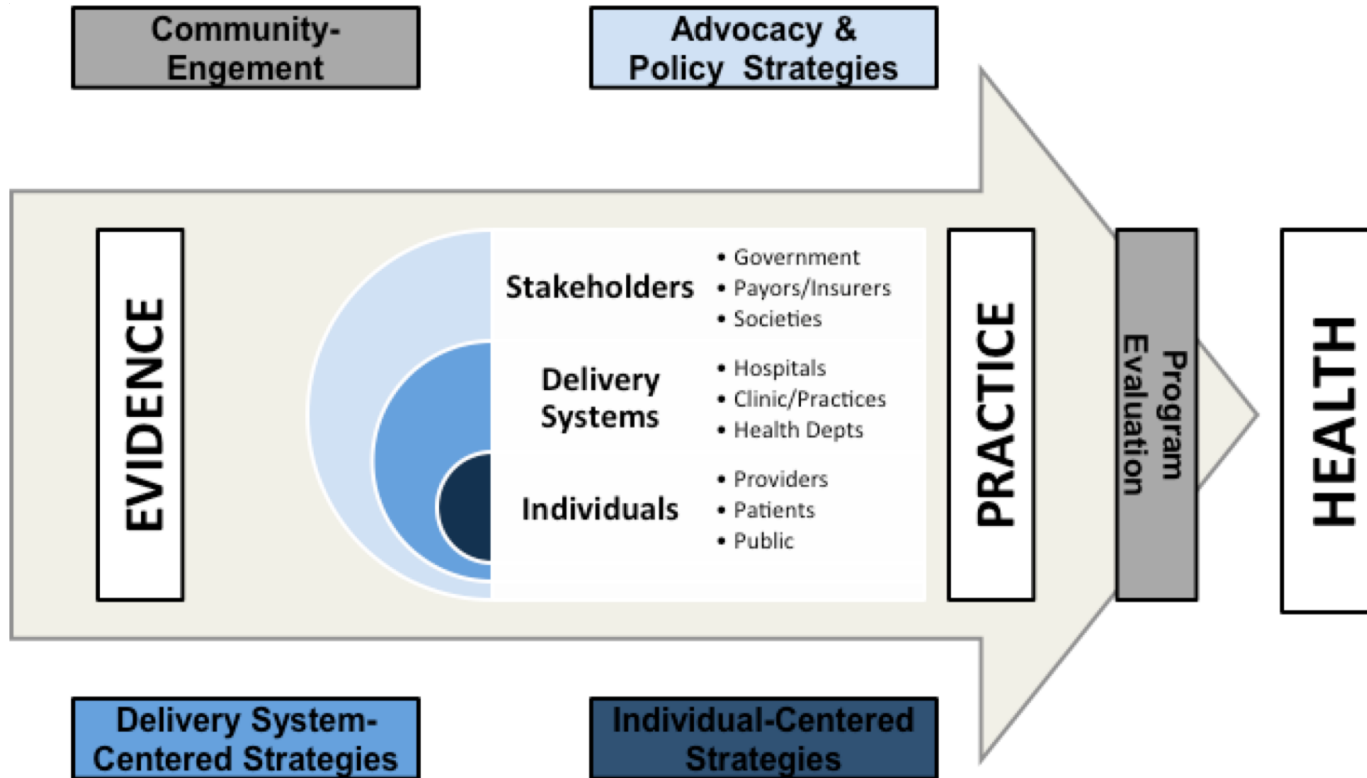 Community-
Engement
Advocacy &
Policy Strategies
EVIDENCE
Stakeholders
• Government
• Payors/Insurers
• Societies
Delivery
Systems
• Hospitals
• Clinic/Practices
• Health Depts
Individuals
• Providers
• Patients
• Public
PRACTICE
Program
Evaluation
HEALTH
Delivery System-
Centered Strategies
Individual-Centered
Strategies